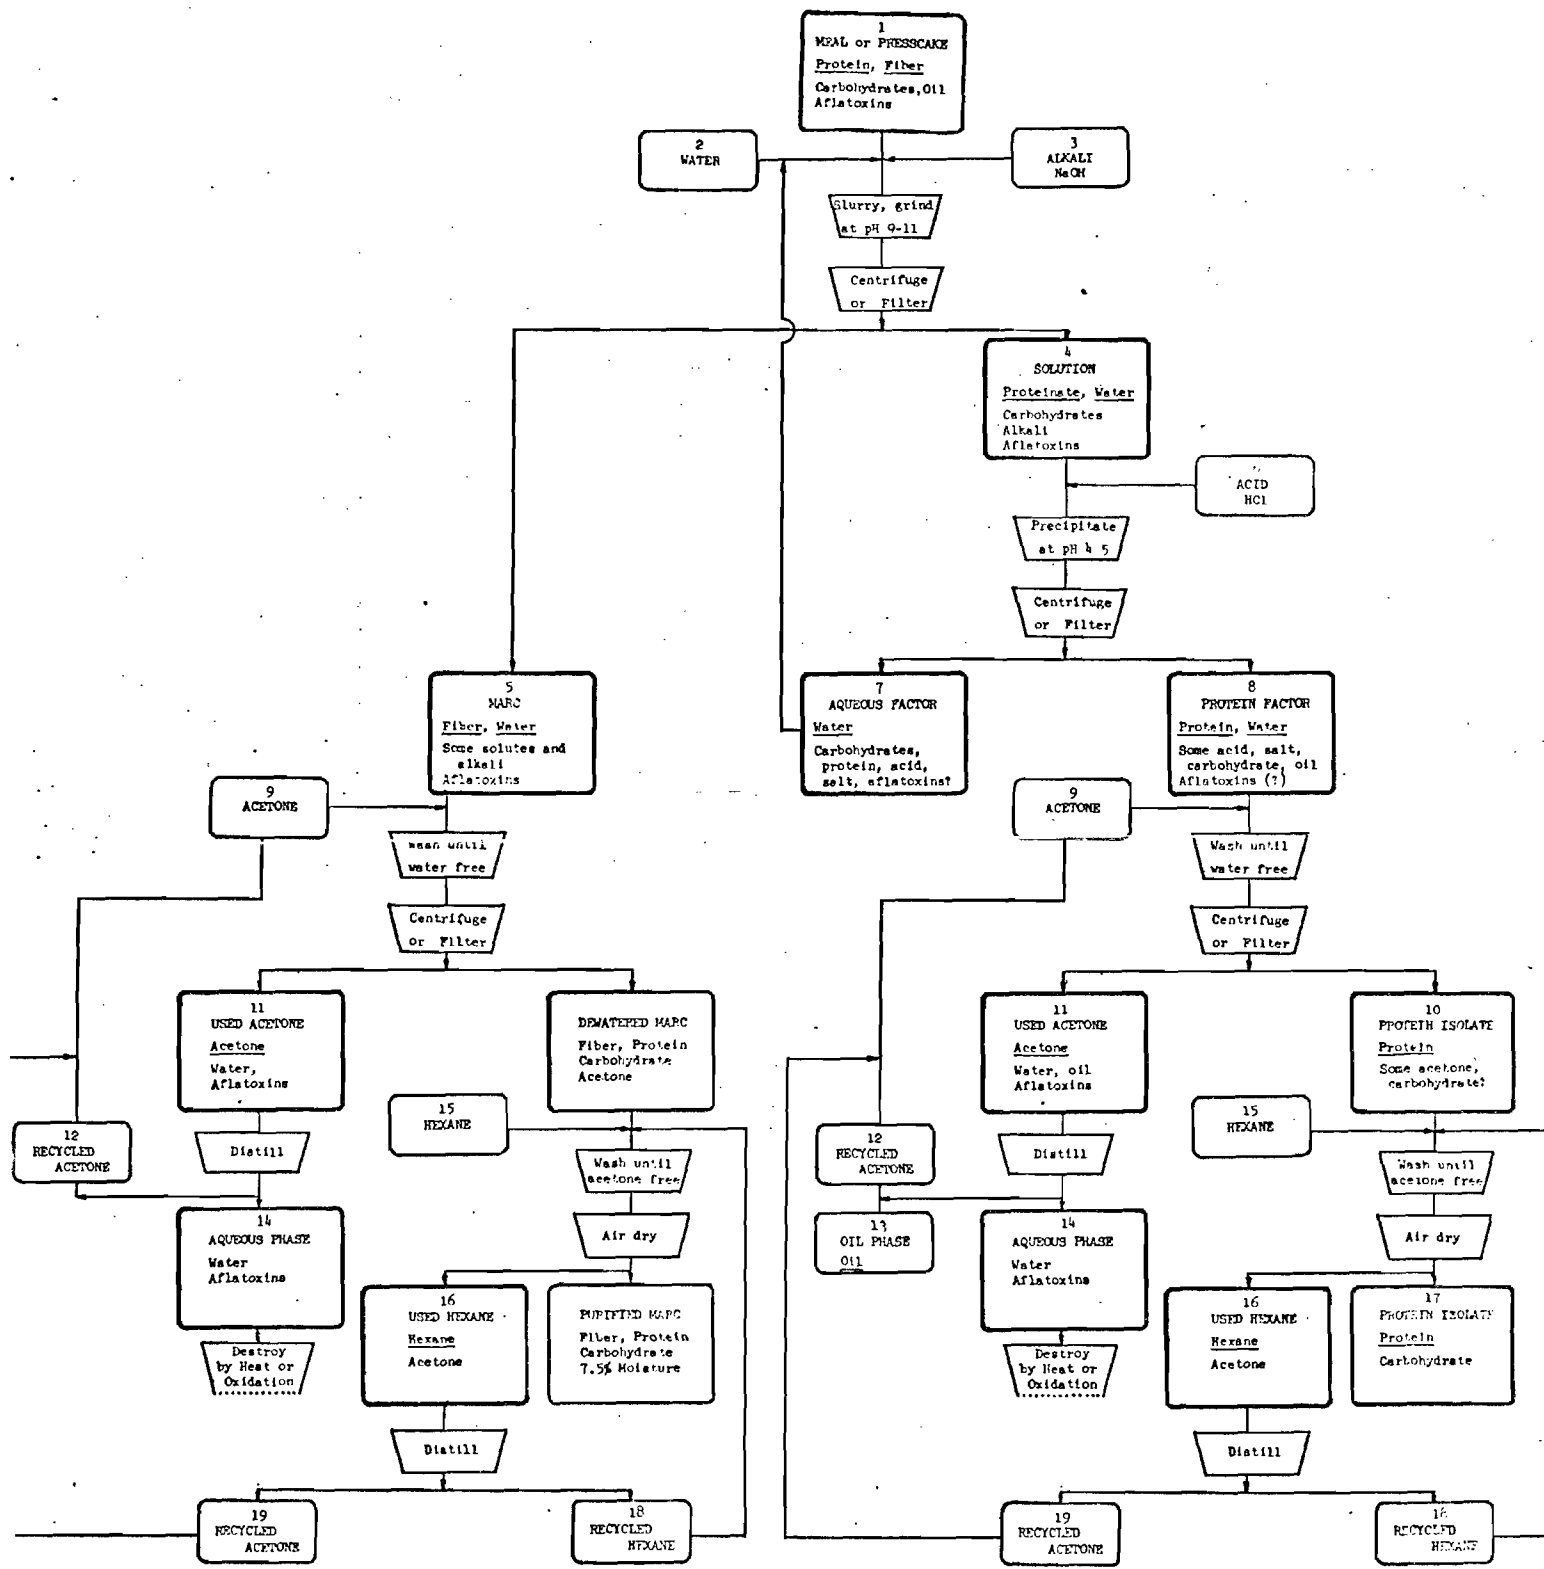 1
MEAL or PRESSCAKE
Protein, Fiber
Carbohydrates, Oil
Aflatoxins
2
WATER
3
ALKALI
NaOH
Slurry, grind
at pH 9-11
Centrifuge
or Filter
4
SOLUTION
Proteinate, Water
Carbohydrates
Alkali
Aflatoxins
ACID
HCl
Precipitate
at pH 4 5
Centrifuge
or Filter
5
MARC
Fiber, Water
Some solutes and
alkali
Aflatoxins
7
AQUEOUS FACTOR
Water
Carbohydrates,
protein, acid,
salt, aflatoxins?
8
PROTEIN FACTOR
Protein, Water
Some acid, salt,
carbohydrate, oil
Aflatoxins (?)
9
ACETONE
Wash until
water free
Centrifuge
or Filter
9
ACETONE
Wash until
water free
Centrifuge
or Filter
11
USED ACETONE
Acetone
Water,
Aflatoxins
DEWATERED MARC
Fiber, Protein
Carbohydrate
Acetone
11
USED ACETONE
Acetone
Water, oil
Aflatoxins
10
PROTEIN ISOLATE
Protein
Some acetone,
carbohydrate?
12
RECYCLED
ACETONE
Distill
15
HEXANE
Wash until
acetone free
Air dry
12
RECYCLED
ACETONE
Distill
15
HEXANE
Wash until
acetone free
Air dry
14
AQUEOUS PHASE
Water
Aflatoxins
13
OIL PHASE
Oil
14
AQUEOUS PHASE
Water
Aflatoxins
Destroy
by Heat or
Oxidation
16
USED HEXANE
Hexane
Acetone
PURIFIED MARC
Fiber, Protein
Carbohydrate
7.5% Moisture
Destroy
by Heat or
Oxidation
16
USED HEXANE
Hexane
Acetone
17
PROTEIN ISOLATE
Protein
Carbohydrate
Distill
Distill
19
RECYCLED
ACETONE
18
RECYCLED
HEXANE
19
RECYCLED
ACETONE
18
RECYCLED
HEXANE